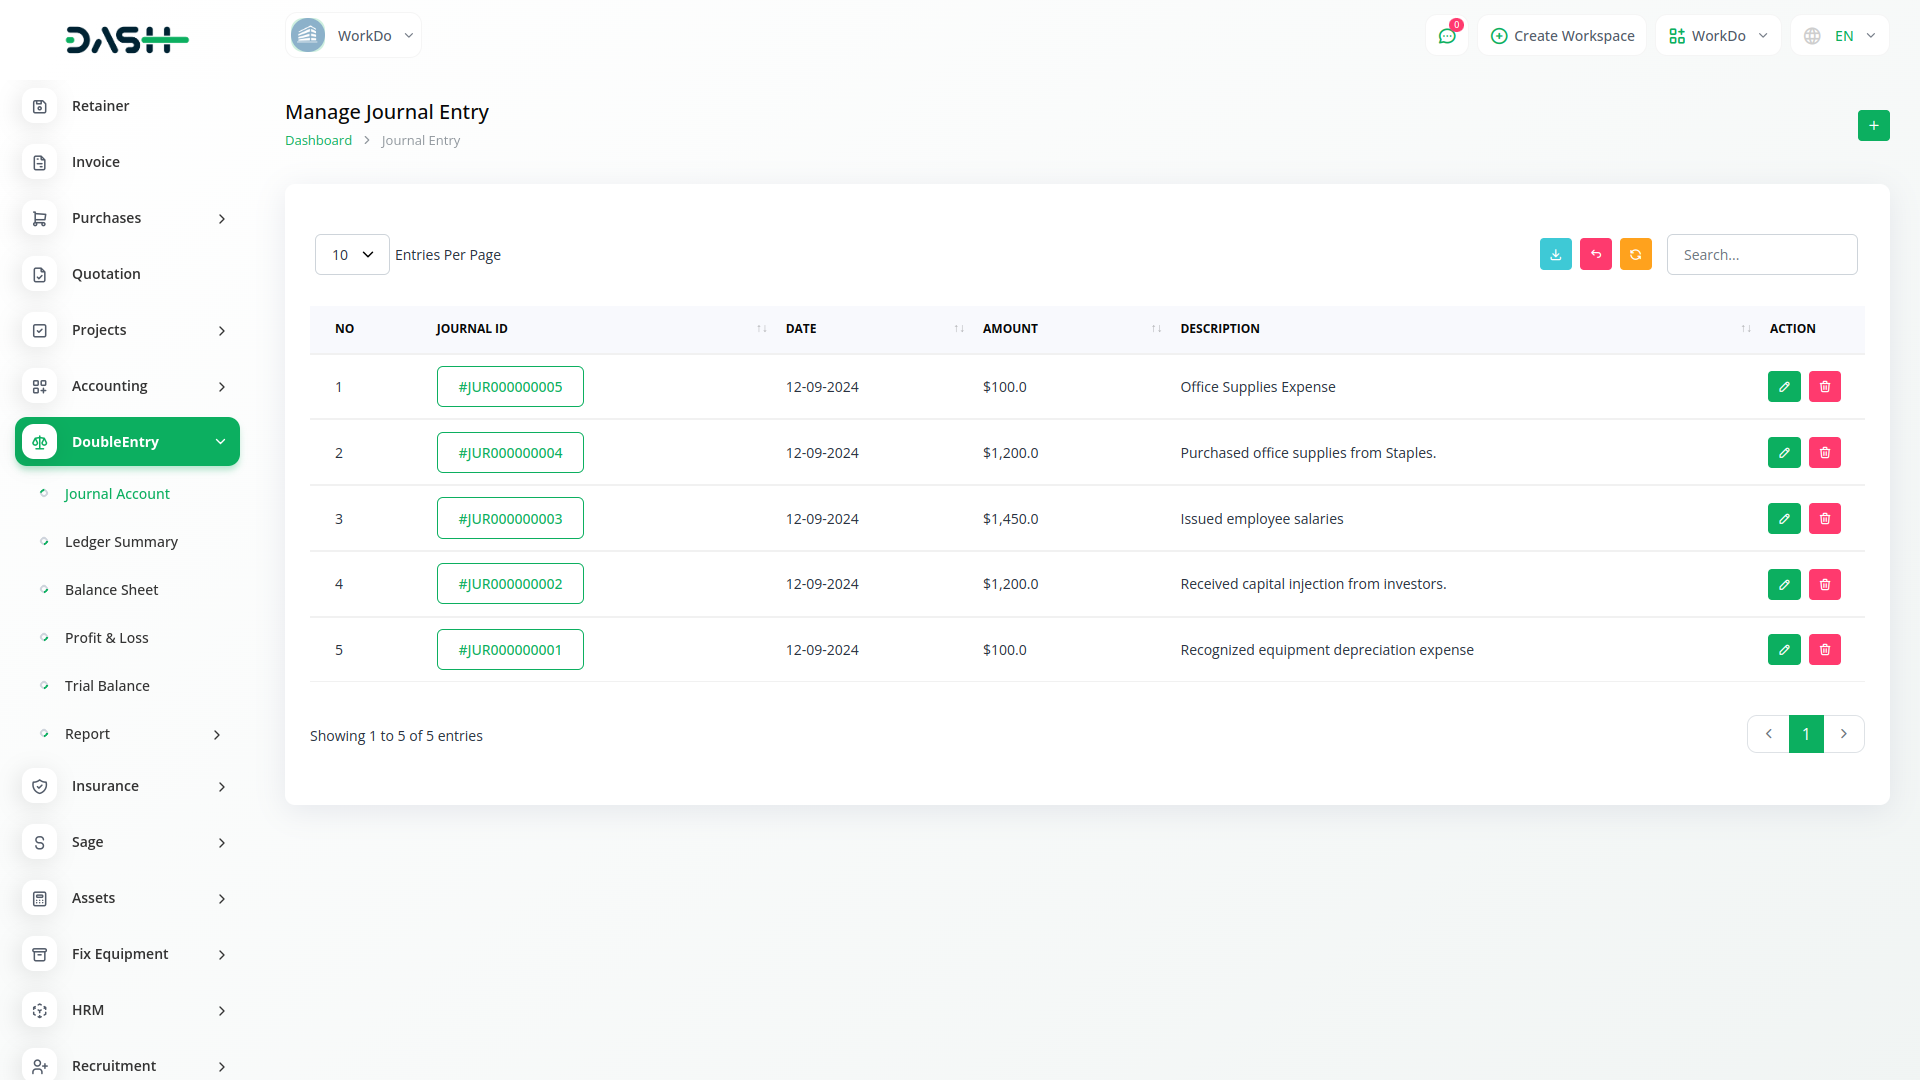 DASH
WorkDo
0
Create Workspace
WorkDo
EN
Retainer
Invoice
Purchases
Quotation
Projects
Accounting
DoubleEntry
Journal Account
Ledger Summary
Balance Sheet
Profit & Loss
Trial Balance
Report
Insurance
Sage
Assets
Fix Equipment
HRM
Recruitment
Manage Journal Entry
Dashboard > Journal Entry
10 Entries Per Page
Search...
NO JOURNAL ID DATE AMOUNT DESCRIPTION ACTION
1 #JUR000000005 12-09-2024 $100.0 Office Supplies Expense
2 #JUR000000004 12-09-2024 $1,200.0 Purchased office supplies from Staples.
3 #JUR000000003 12-09-2024 $1,450.0 Issued employee salaries
4 #JUR000000002 12-09-2024 $1,200.0 Received capital injection from investors.
5 #JUR000000001 12-09-2024 $100.0 Recognized equipment depreciation expense
Showing 1 to 5 of 5 entries
1